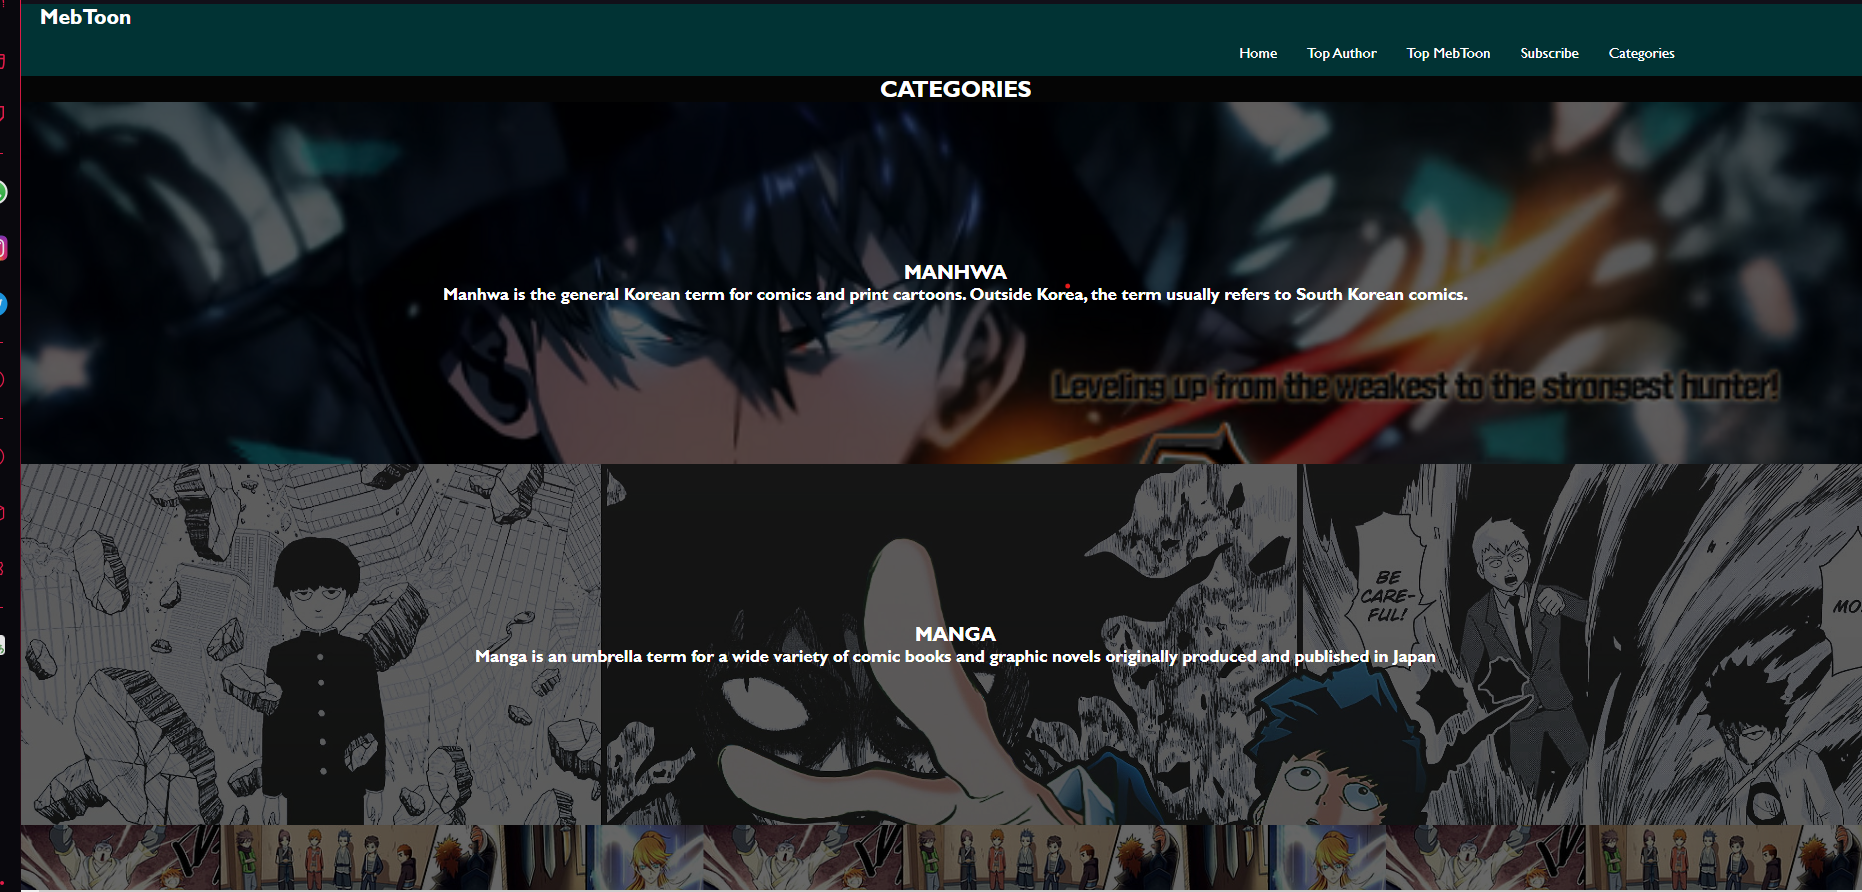 MebToon
Home Top Author Top MebToon Subscribe Categories
CATEGORIES
MANHWA
Manhwa is the general Korean term for comics and print cartoons. Outside Korea, the term usually refers to South Korean comics.
Leveling up from the weakest to the strongest hunter!
BE
CARE-
FUL!
MANGA
Manga is an umbrella term for a wide variety of comic books and graphic novels originally produced and published in Japan